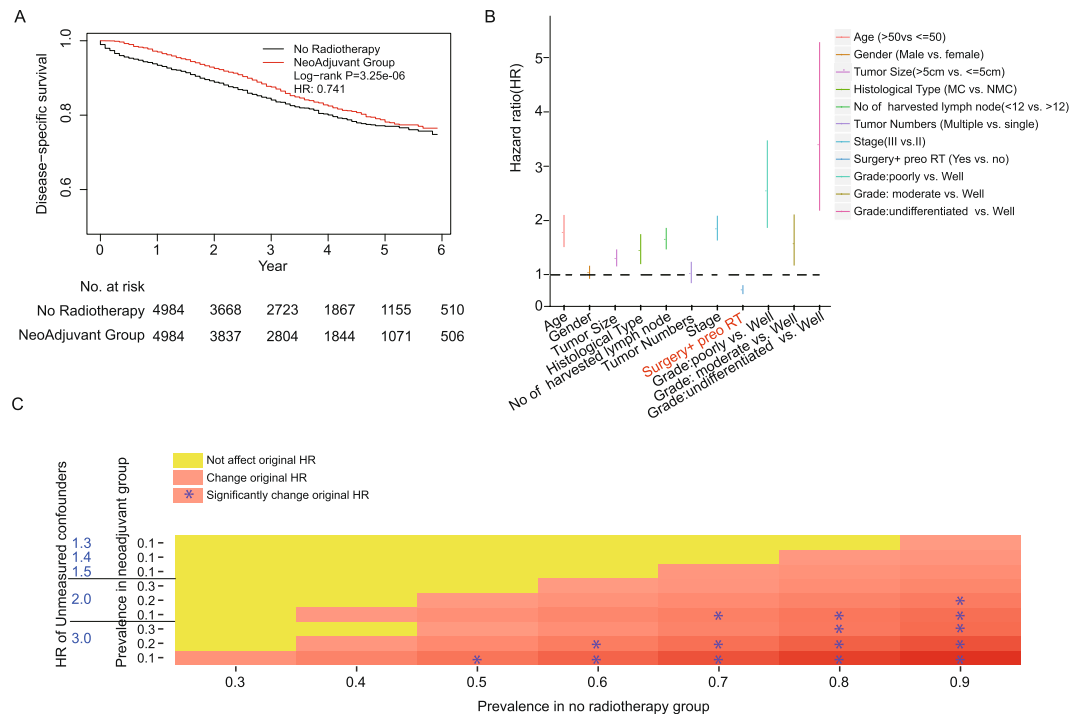 A
No Radiotherapy
NeoAdjuvant Group
Log-rank P=3.25e-06
HR: 0.741
Disease-specific survival
1.0
0.8
0.6
0 1 2 3 4 5 6
Year
No. at risk
No Radiotherapy 4984 3668 2723 1867 1155 510
NeoAdjuvant Group 4984 3837 2804 1844 1071 506
B
Hazard ratio(HR)
5
4
3
2
1
0
Age
Gender
Tumor Size
Histological Type
No of harvested lymph node
Tumor Numbers
Stage
Surgery+ preo RT
Grade:poorly vs. Well
Grade: moderate vs. Well
Grade:undifferentiated vs. Well
Age (>50vs <=50)
Gender (Male vs. female)
Tumor Size(>5cm vs. <=5cm)
Histological Type (MC vs. NMC)
No of harvested lymph node(<12 vs. >12)
Tumor Numbers (Multiple vs. single)
Stage(III vs.II)
Surgery+ preo RT (Yes vs. no)
Grade:poorly vs. Well
Grade: moderate vs. Well
Grade:undifferentiated vs. Well
C
Not affect original HR
Change original HR
* Significantly change original HR
HR of Unmeasured confounders
Prevalence in neoadjuvant group
1.3 0.1
1.4 0.1
1.5 0.1
0.3
2.0 0.2
0.1
0.3
3.0 0.2
0.1
0.3 0.4 0.5 0.6 0.7 0.8 0.9
Prevalence in no radiotherapy group